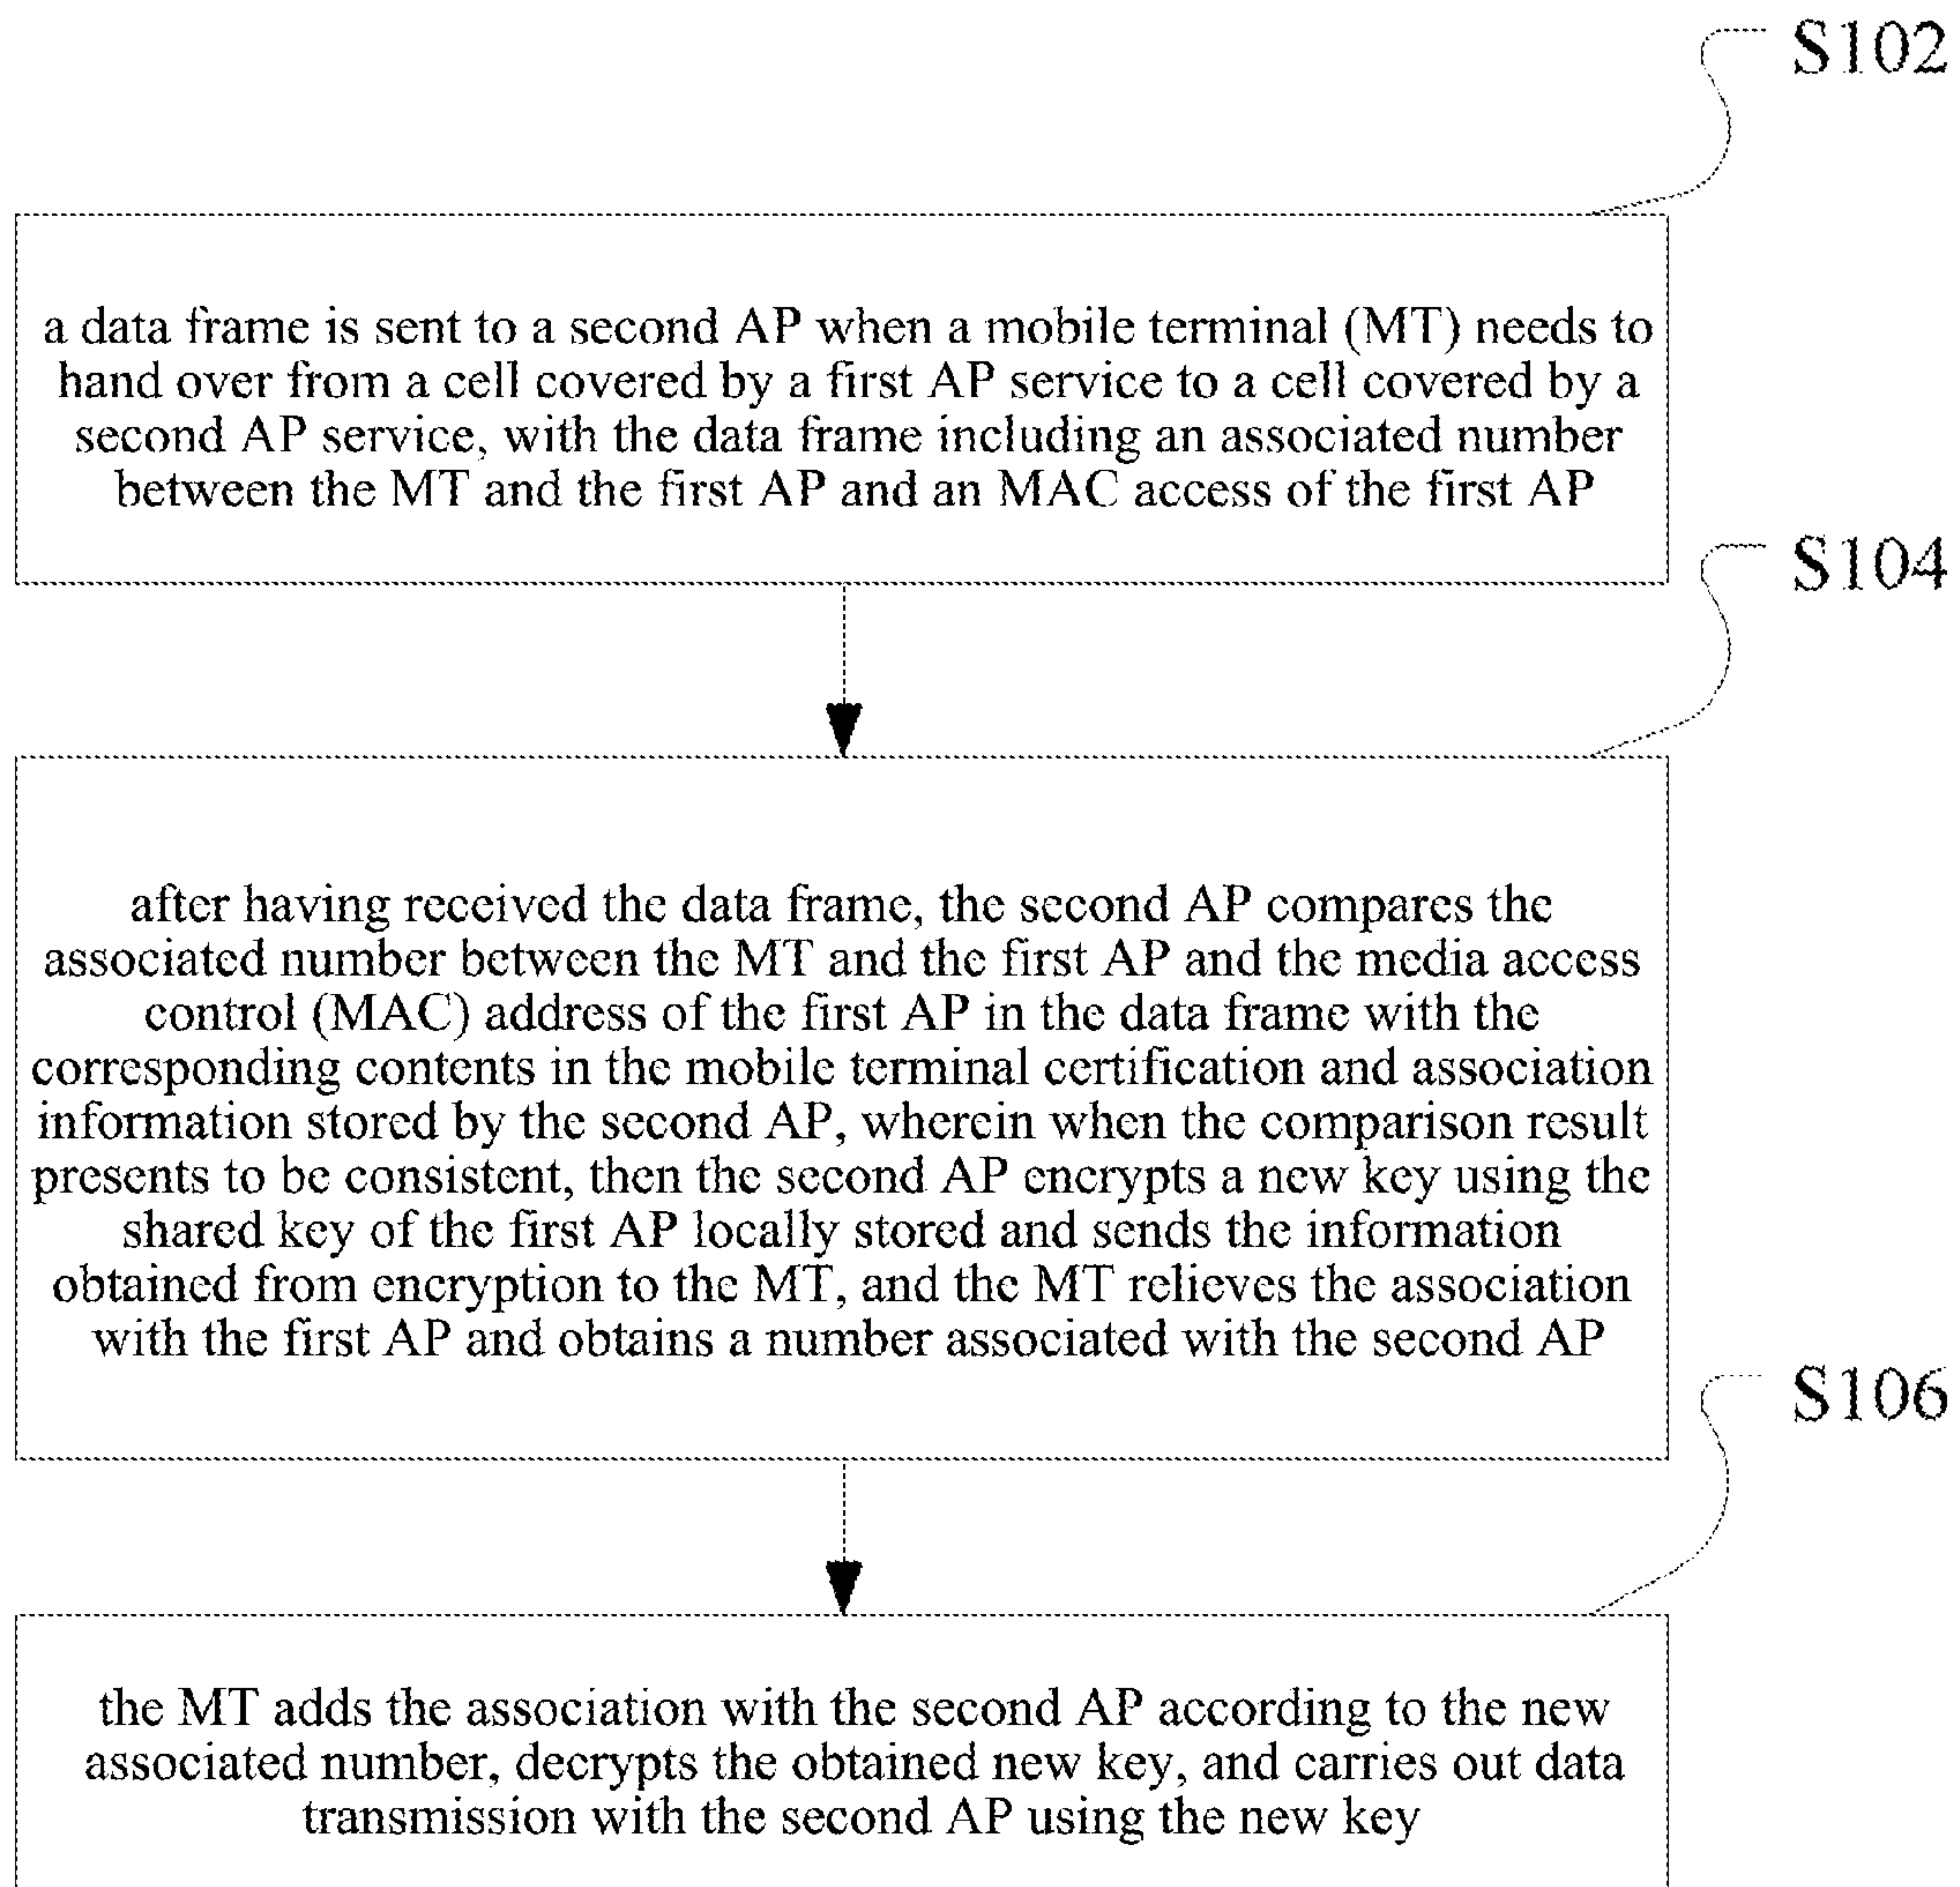 S102
a data frame is sent to a second AP when a mobile terminal (MT) needs to
hand over from a cell covered by a first AP service to a cell covered by a
second AP service, with the data frame including an associated number
between the MT and the first AP and an MAC access of the first AP
S104
after having received the data frame, the second AP compares the
associated number between the MT and the first AP and the media access
control (MAC) address of the first AP in the data frame with the
corresponding contents in the mobile terminal certification and association
information stored by the second AP, wherein when the comparison result
presents to be consistent, then the second AP encrypts a new key using the
shared key of the first AP locally stored and sends the information
obtained from encryption to the MT, and the MT relieves the association
with the first AP and obtains a number associated with the second AP
S106
the MT adds the association with the second AP according to the new
associated number, decrypts the obtained new key, and carries out data
transmission with the second AP using the new key